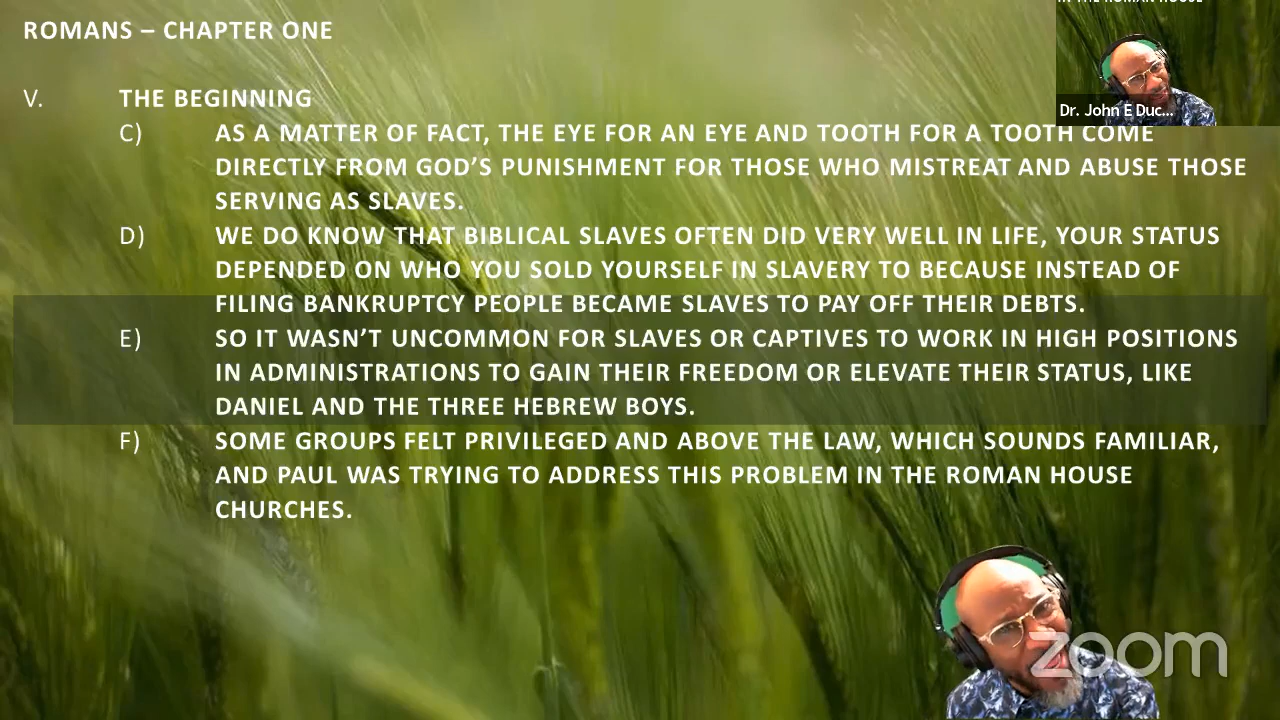 ROMANS – CHAPTER ONE
V. THE BEGINNING
C) AS A MATTER OF FACT, THE EYE FOR AN EYE AND TOOTH FOR A TOOTH COME
DIRECTLY FROM GOD’S PUNISHMENT FOR THOSE WHO MISTREAT AND ABUSE THOSE
SERVING AS SLAVES.
D) WE DO KNOW THAT BIBLICAL SLAVES OFTEN DID VERY WELL IN LIFE, YOUR STATUS
DEPENDED ON WHO YOU SOLD YOURSELF IN SLAVERY TO BECAUSE INSTEAD OF
FILING BANKRUPTCY PEOPLE BECAME SLAVES TO PAY OFF THEIR DEBTS.
E) SO IT WASN’T UNCOMMON FOR SLAVES OR CAPTIVES TO WORK IN HIGH POSITIONS
IN ADMINISTRATIONS TO GAIN THEIR FREEDOM OR ELEVATE THEIR STATUS, LIKE
DANIEL AND THE THREE HEBREW BOYS.
F) SOME GROUPS FELT PRIVILEGED AND ABOVE THE LAW, WHICH SOUNDS FAMILIAR,
AND PAUL WAS TRYING TO ADDRESS THIS PROBLEM IN THE ROMAN HOUSE
CHURCHES.
Dr. John E Duc...
zoom